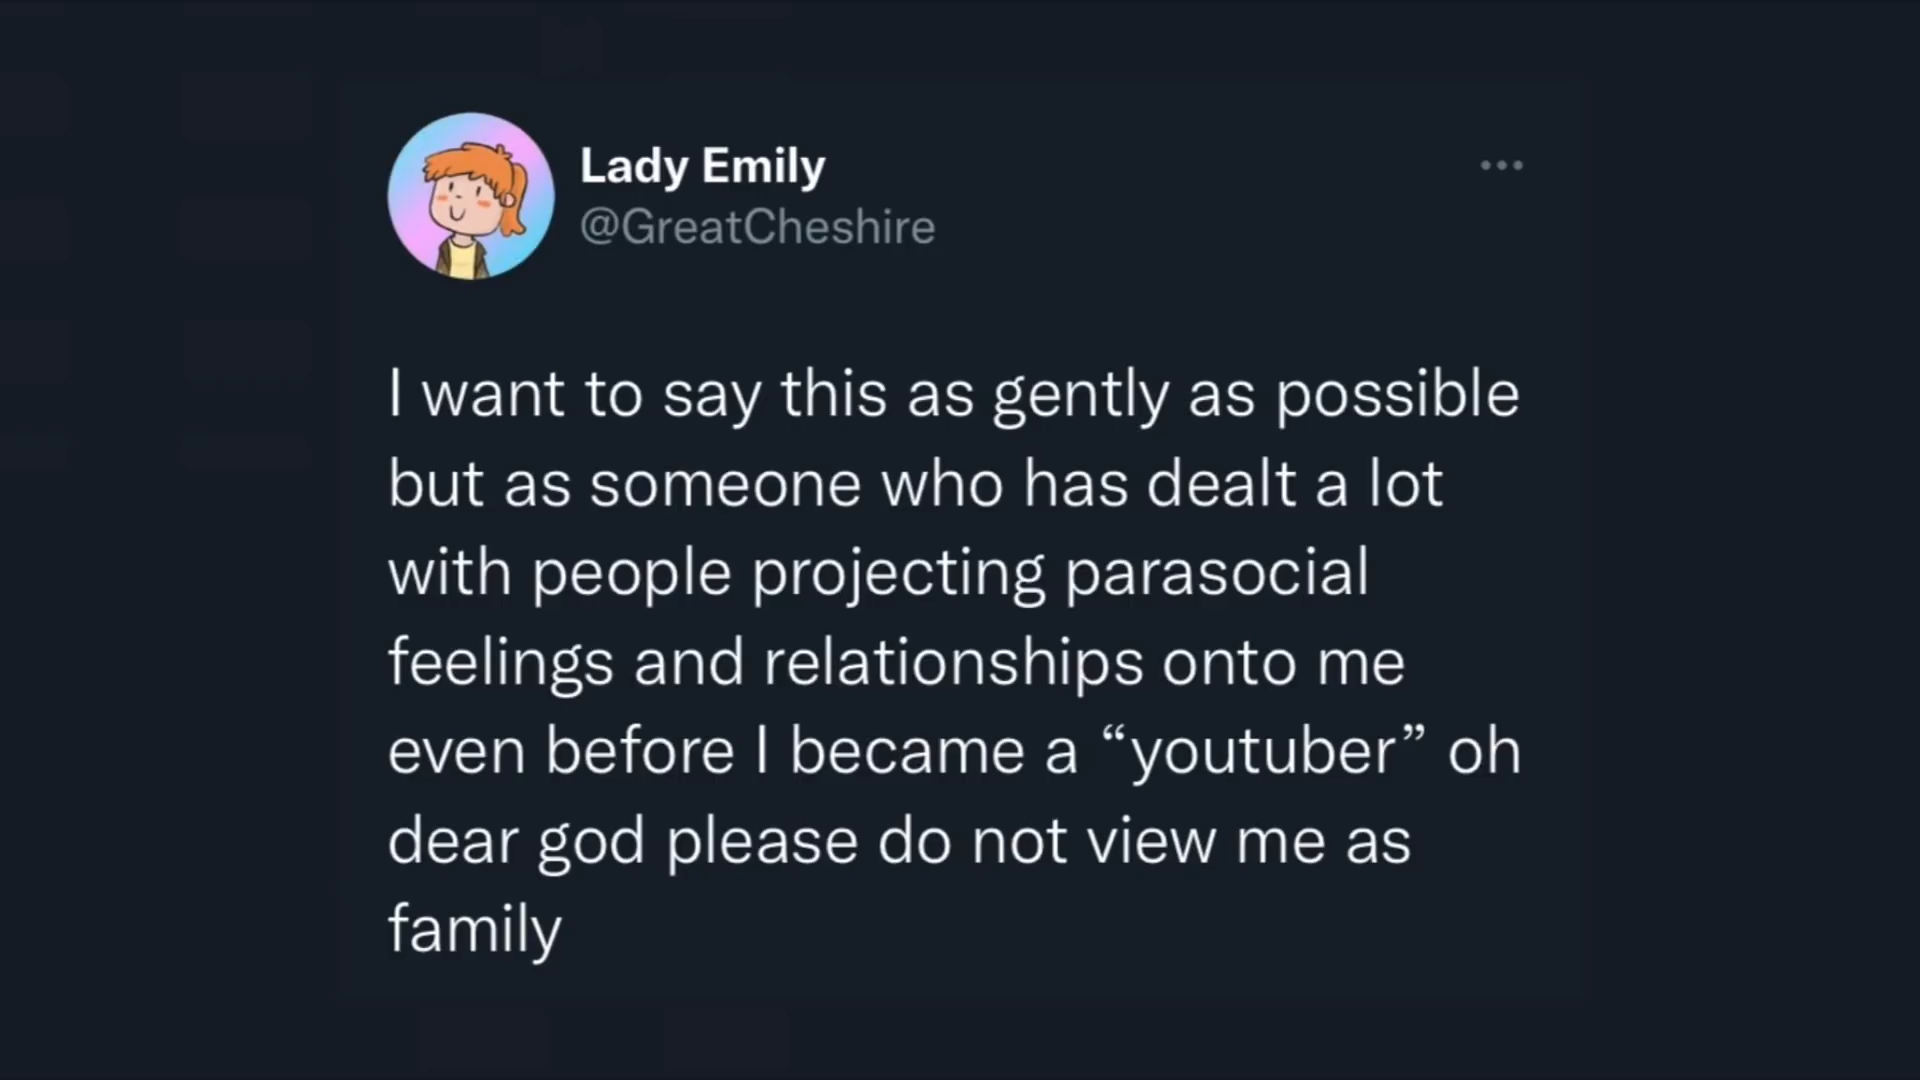 Lady Emily
@GreatCheshire
I want to say this as gently as possible
but as someone who has dealt a lot
with people projecting parasocial
feelings and relationships onto me
even before I became a “youtuber” oh
dear god please do not view me as
family